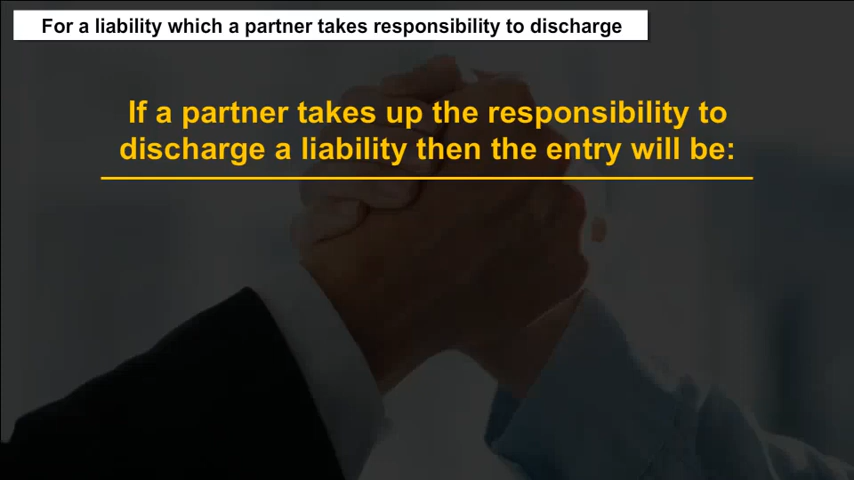 For a liability which a partner takes responsibility to discharge
If a partner takes up the responsibility to
discharge a liability then the entry will be: